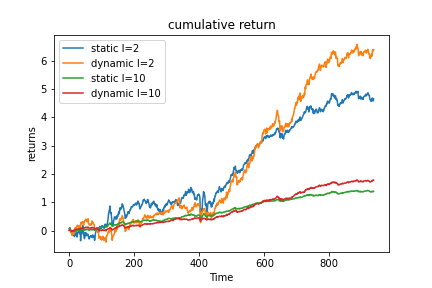 cumulative return
static l=2
dynamic l=2
static l=10
dynamic l=10
returns
6
5
4
3
2
1
0
0 200 400 600 800
Time